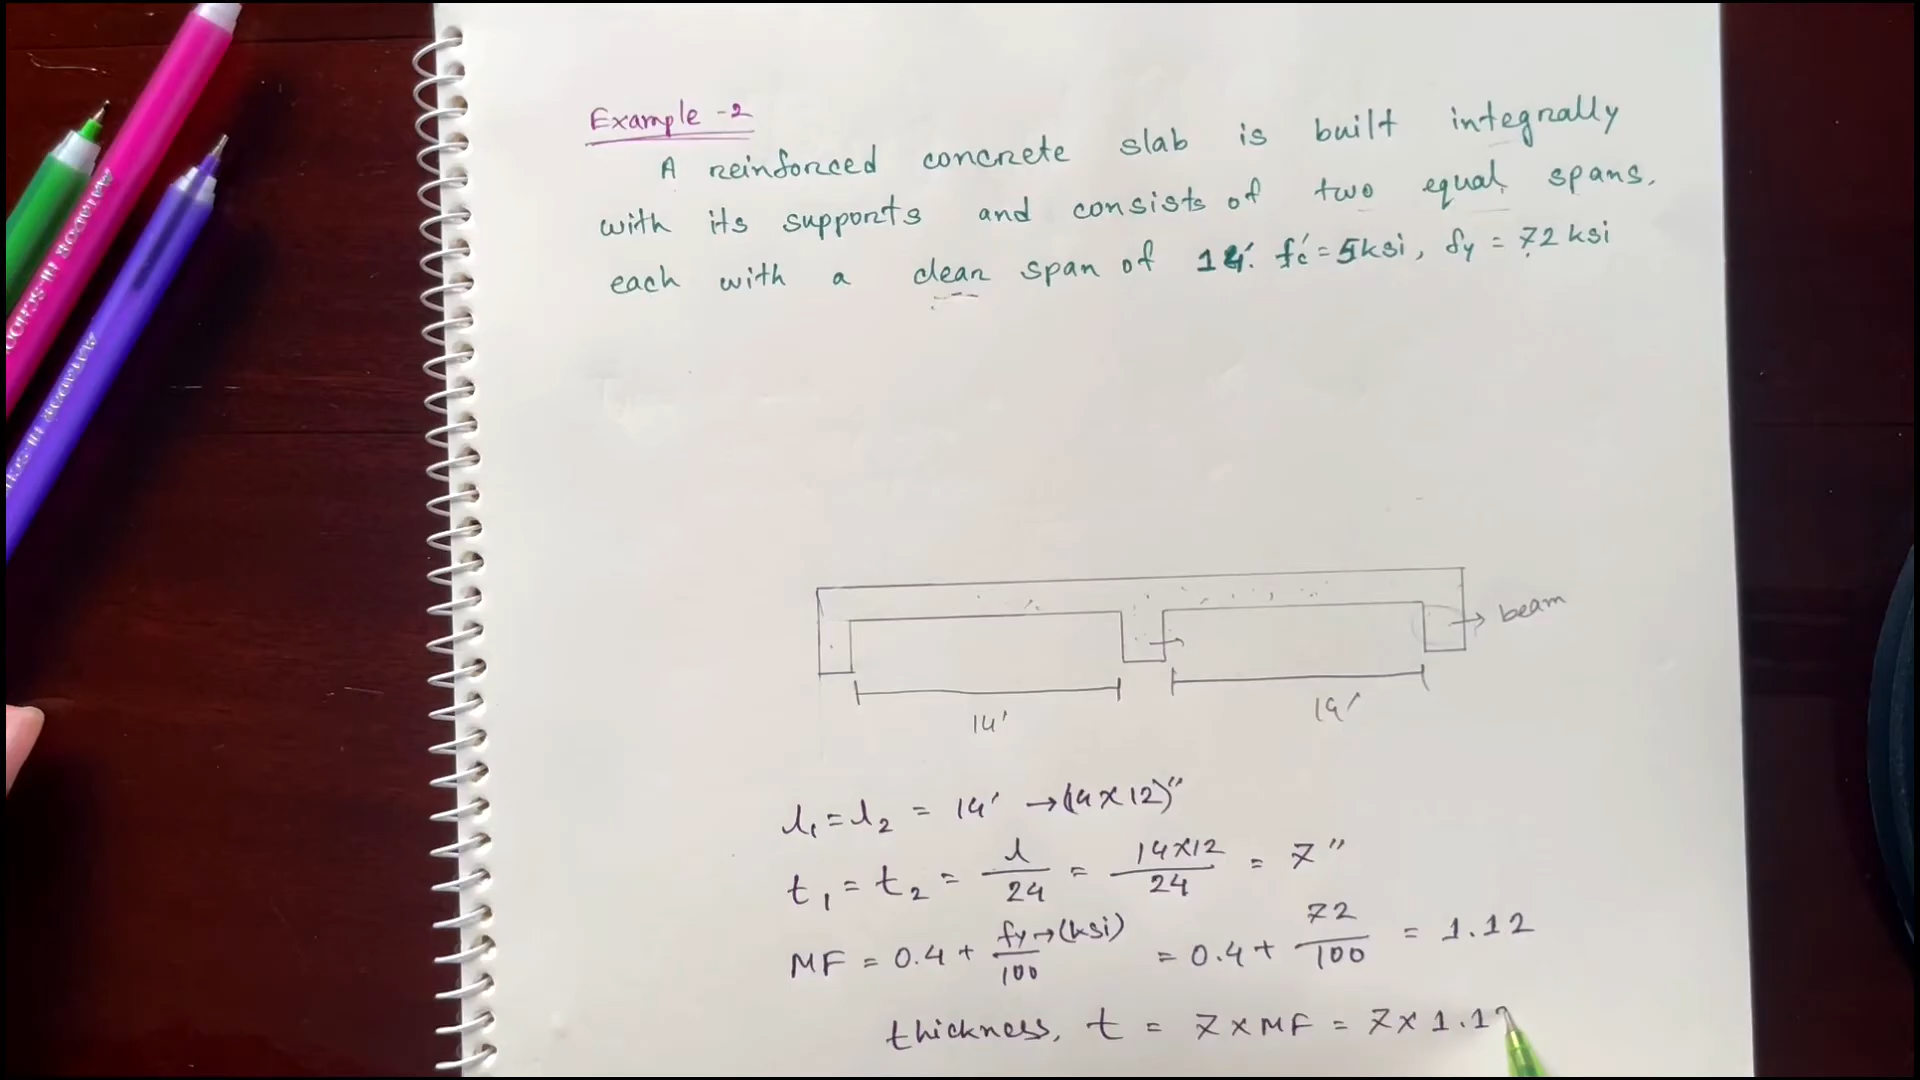 Example -2
A reinforced concrete slab is built integrally
with its supports and consists of two equal spans,
each with a clear span of 14'. fc' = 5ksi, fy = 72 ksi
beam
14'
14'
l1 = l2 = 14' → (14 × 12)"
t1 = t2 = l/24 = 14×12/24 = 7"
MF = 0.4 + fy→(ksi)/100 = 0.4 + 72/100 = 1.12
thickness, t = 7 × MF = 7 × 1.12